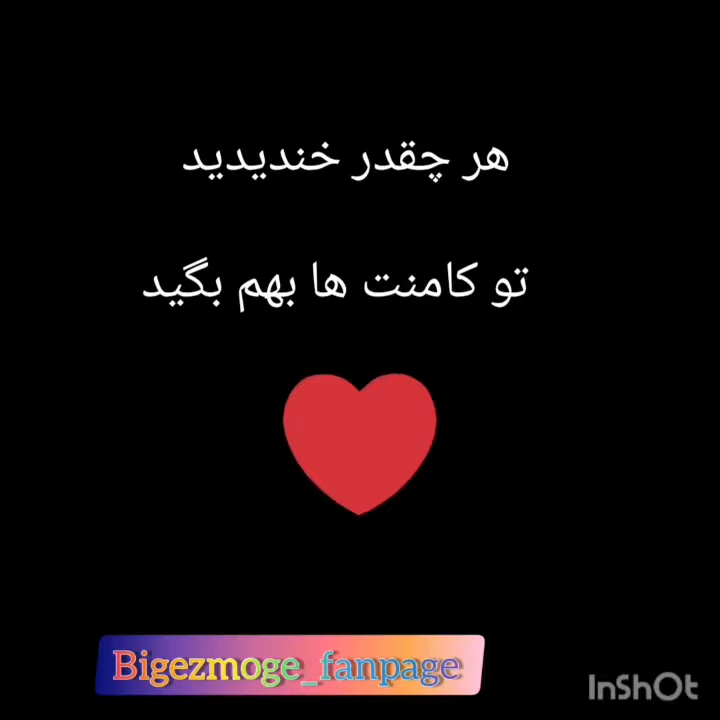 هر چقدر خندیدید
تو کامنت ها بهم بگید
Bigezmoge_fanpage
InShOt